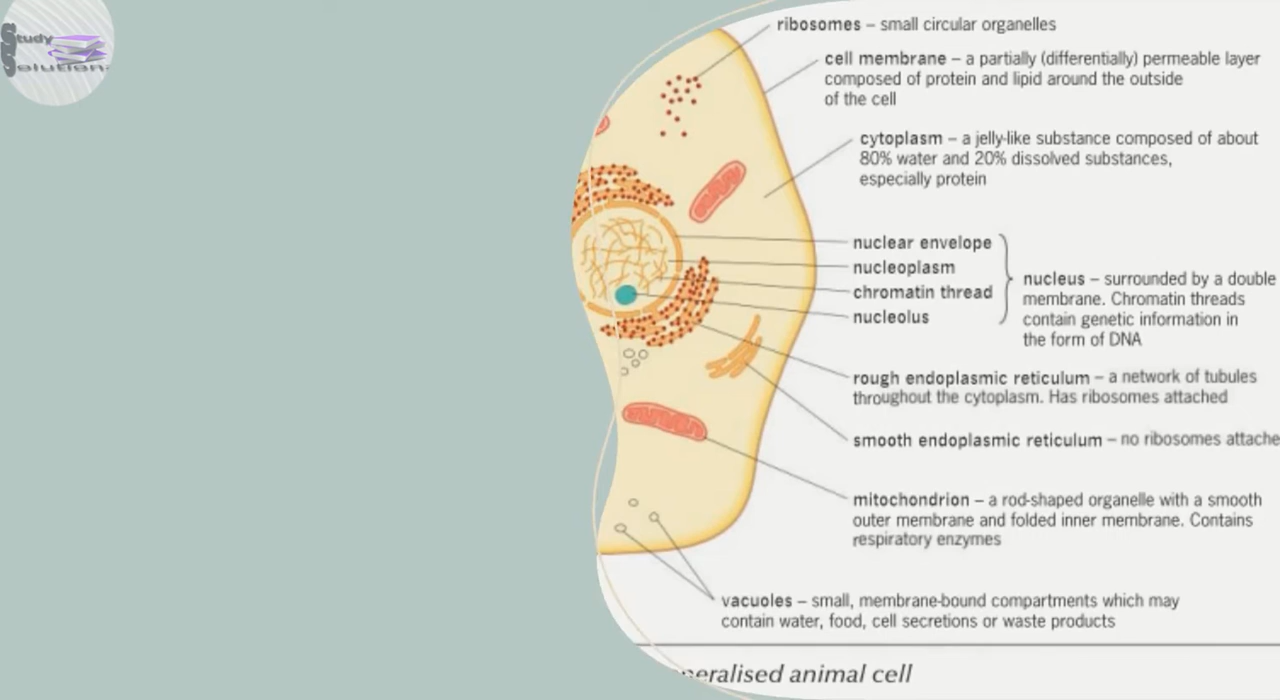 Study
Solution
ribosomes – small circular organelles
cell membrane – a partially (differentially) permeable layer
composed of protein and lipid around the outside
of the cell
cytoplasm – a jelly-like substance composed of about
80% water and 20% dissolved substances,
especially protein
nuclear envelope
nucleoplasm
chromatin thread
nucleolus
nucleus – surrounded by a double
membrane. Chromatin threads
contain genetic information in
the form of DNA
rough endoplasmic reticulum – a network of tubules
throughout the cytoplasm. Has ribosomes attached
smooth endoplasmic reticulum – no ribosomes attache
mitochondrion – a rod-shaped organelle with a smooth
outer membrane and folded inner membrane. Contains
respiratory enzymes
vacuoles – small, membrane-bound compartments which may
contain water, food, cell secretions or waste products
neralised animal cell